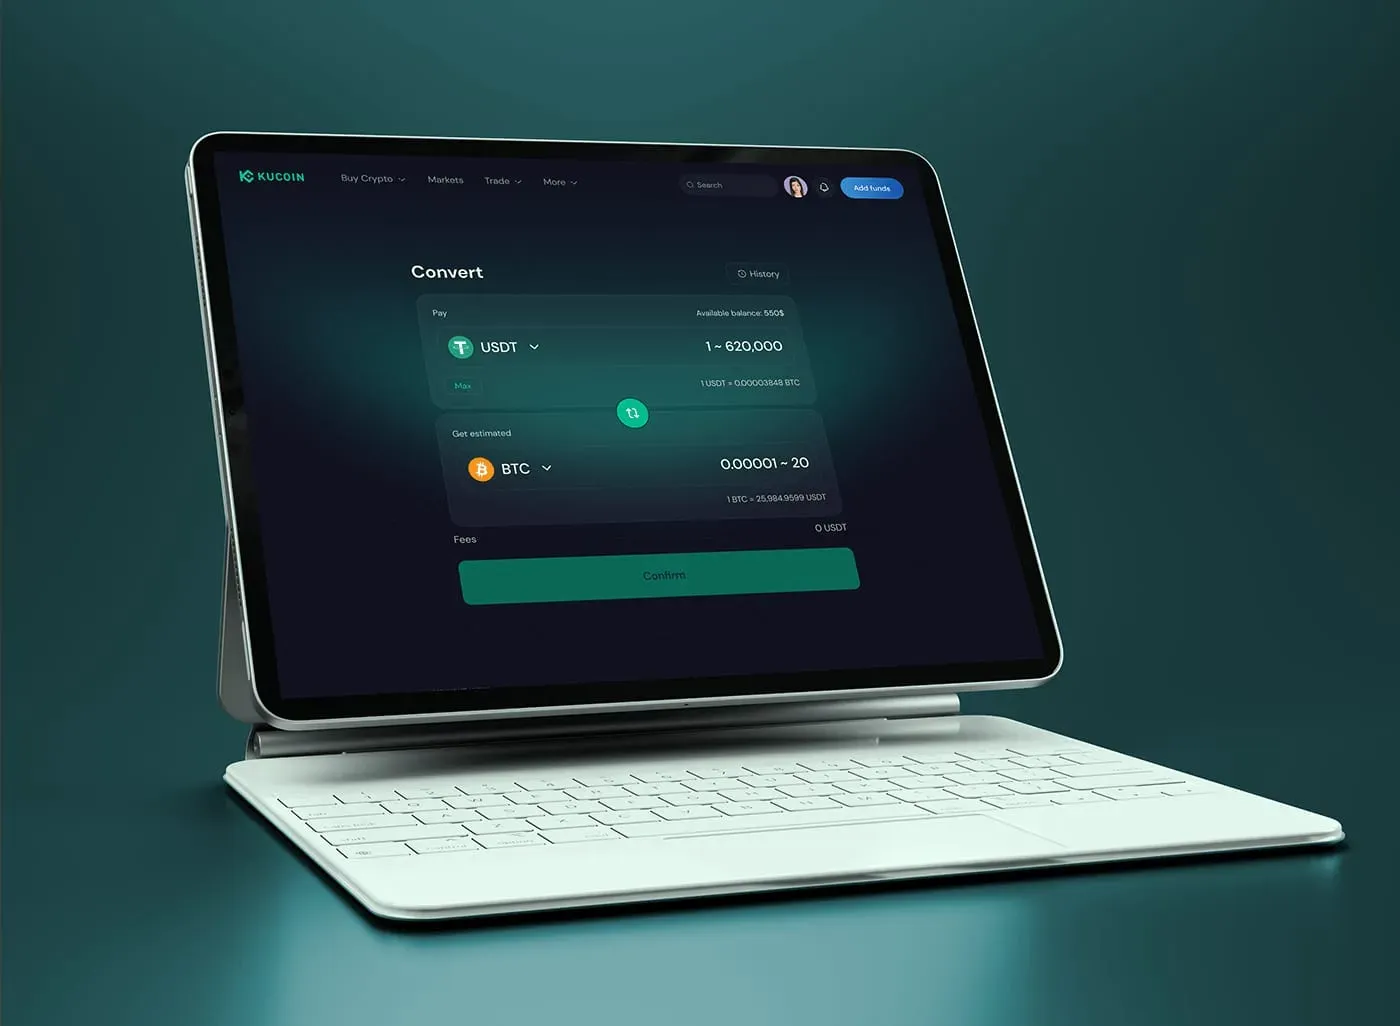 KUCOIN
Buy Crypto
Markets
Trade
More
Search
Add funds
Convert
History
Pay
Available balance: 550$
USDT
1 ~ 620,000
Max
1 USDT = 0.00003848 BTC
Get estimated
BTC
0.00001 ~ 20
1 BTC = 25,984.9599 USDT
Fees
0 USDT
Confirm